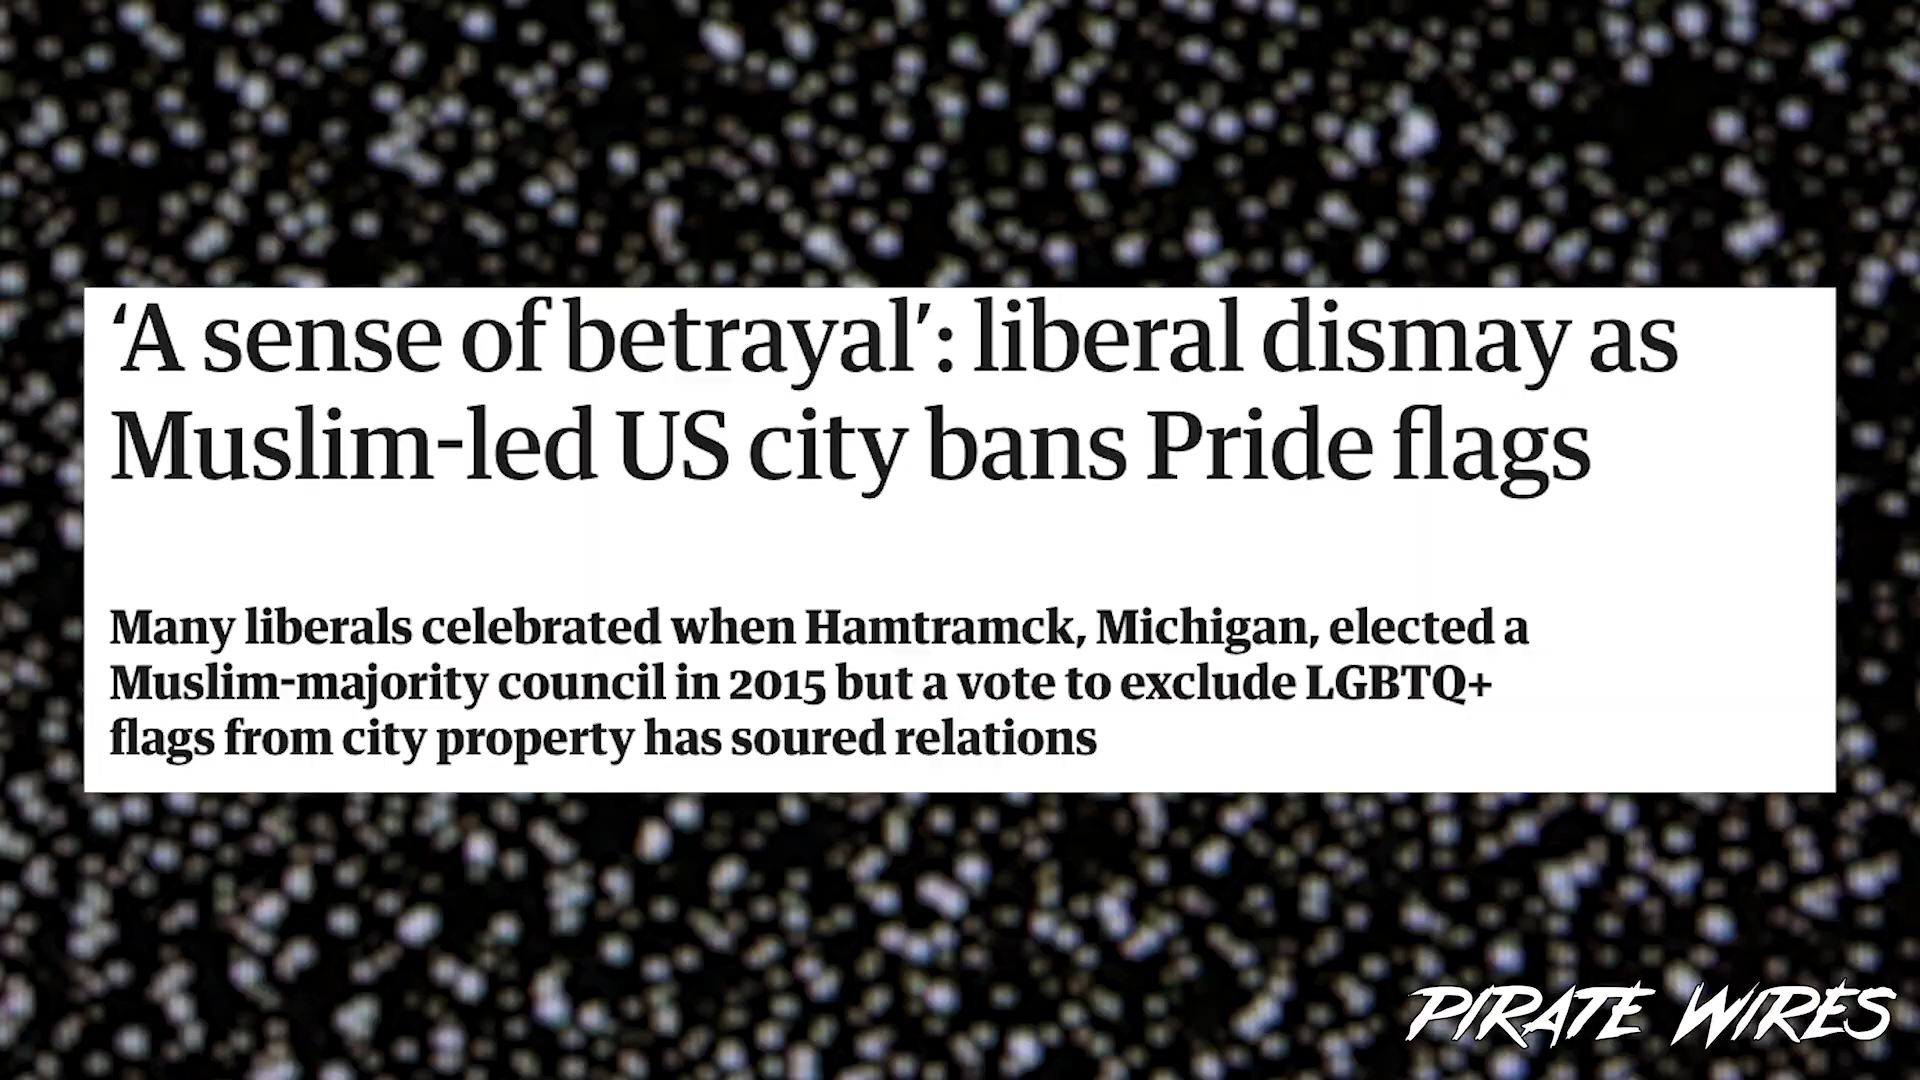 ‘A sense of betrayal’: liberal dismay as
Muslim-led US city bans Pride flags
Many liberals celebrated when Hamtramck, Michigan, elected a
Muslim-majority council in 2015 but a vote to exclude LGBTQ+
flags from city property has soured relations
PIRATE WIRES